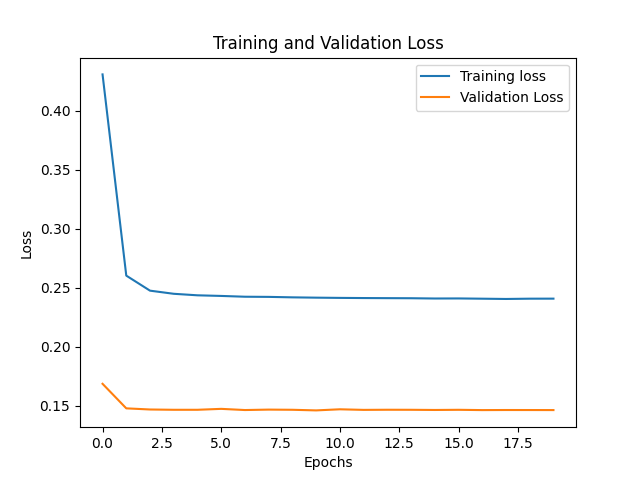 Training and Validation Loss
Training loss
Validation Loss
0.40
0.35
0.30
0.25
0.20
0.15
Loss
0.0 2.5 5.0 7.5 10.0 12.5 15.0 17.5
Epochs